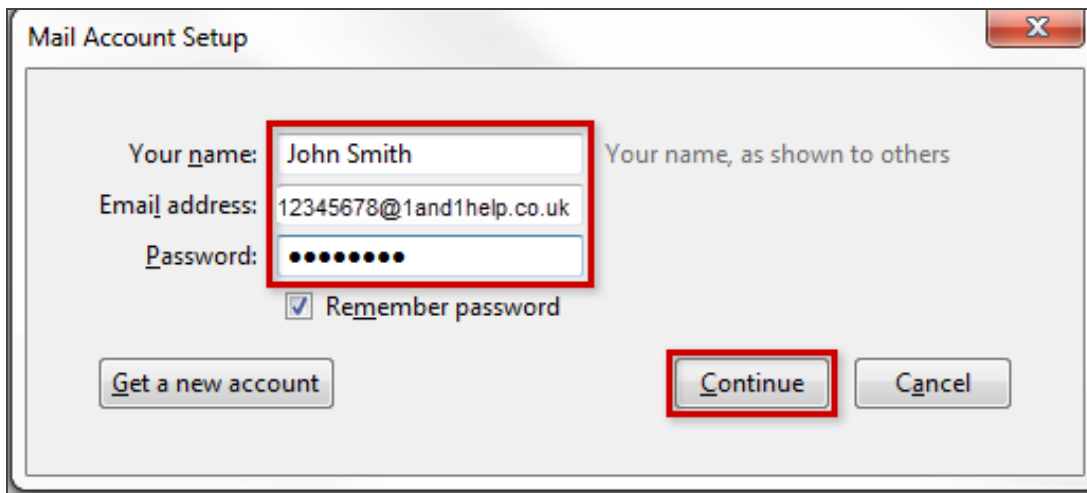 Mail Account Setup
Your name: John Smith Your name, as shown to others
Email address: 12345678@1and1help.co.uk
Password: ●●●●●●●●
Remember password
Get a new account Continue Cancel